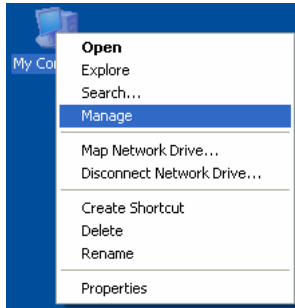 My Co
Open
Explore
Search...
Manage
Map Network Drive...
Disconnect Network Drive...
Create Shortcut
Delete
Rename
Properties